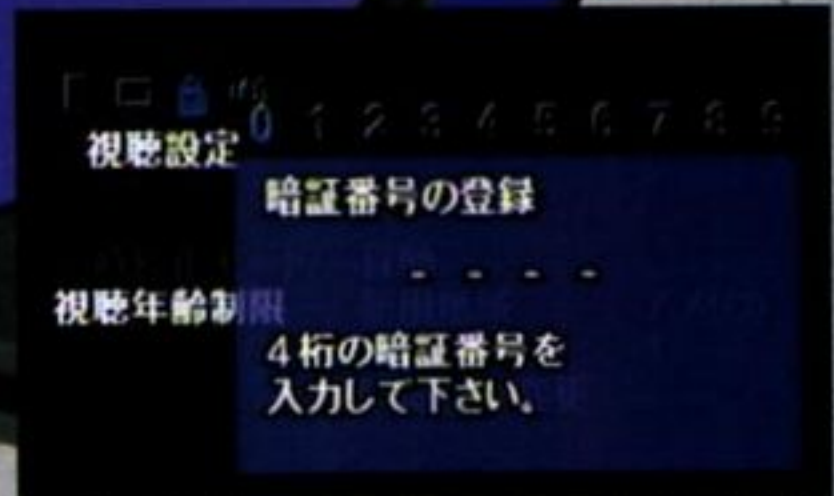 0 1 2 3 4 5 6 7 8 9
視聴設定
暗証番号の登録
- - - -
視聴年齢制限
4桁の暗証番号を
入力して下さい。